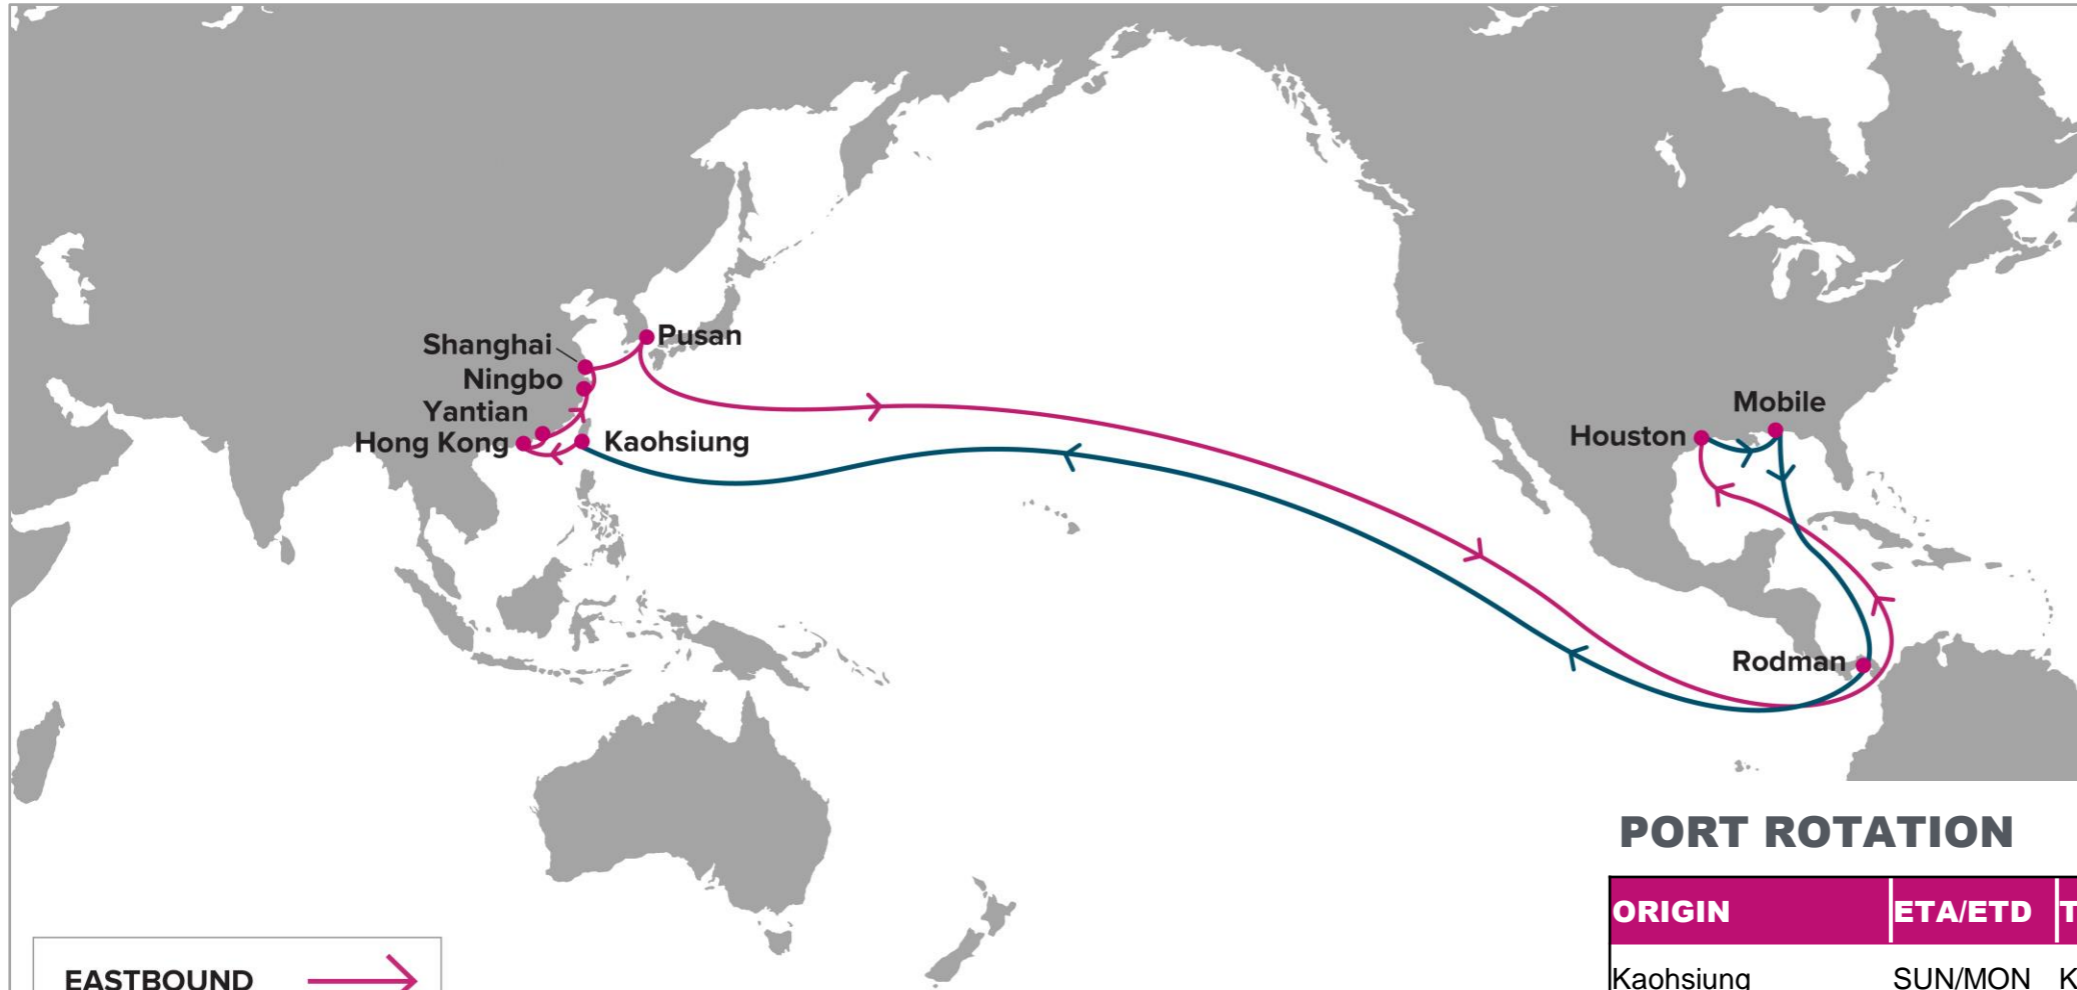 Shanghai
Pusan
Ningbo
Yantian
Hong Kong
Kaohsiung
Mobile
Houston
Rodman
PORT ROTATION
ORIGIN ETA/ETD T
Kaohsiung SUN/MON K
EASTBOUND